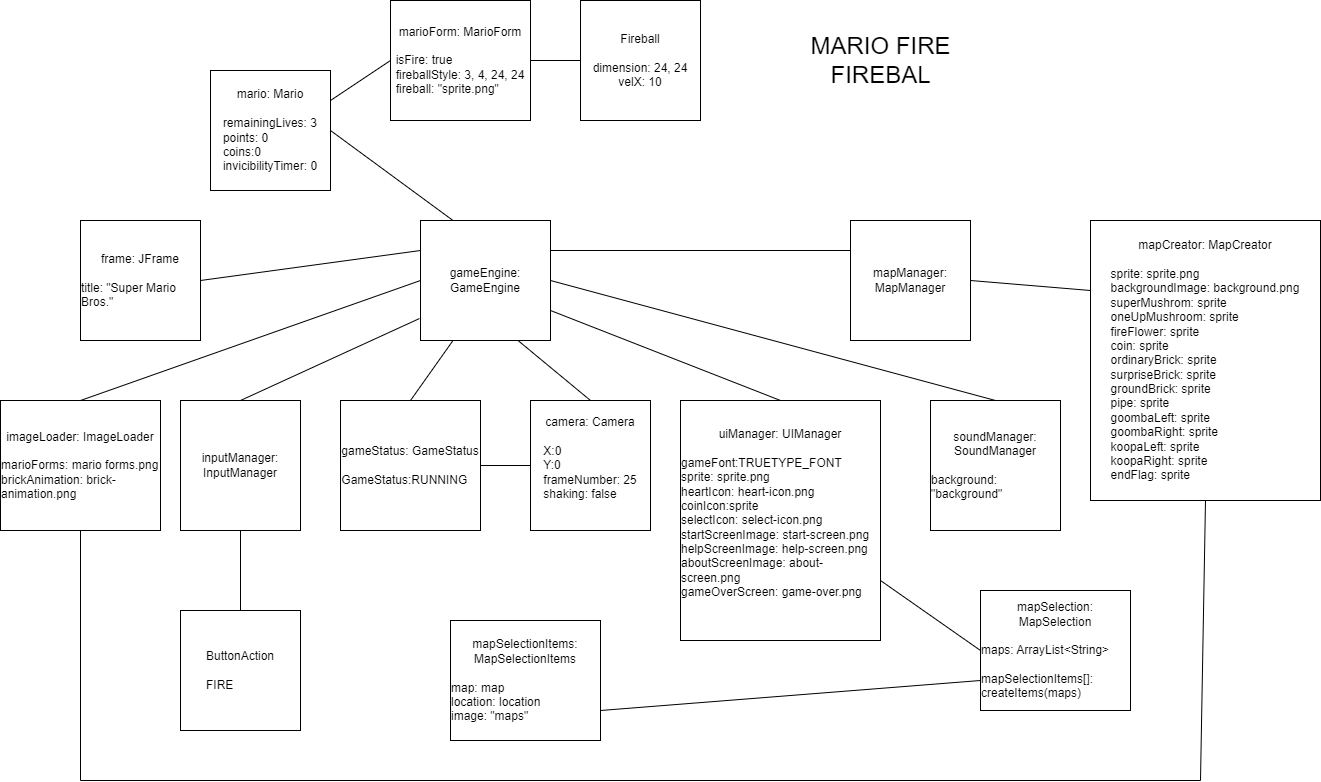 MARIO FIRE
FIREBAL
marioForm: MarioForm
isFire: true
fireballStyle: 3, 4, 24, 24
fireball: "sprite.png"
Fireball
dimension: 24, 24
velX: 10
mario: Mario
remainingLives: 3
points: 0
coins:0
invicibilityTimer: 0
frame: JFrame
title: "Super Mario
Bros."
gameEngine:
GameEngine
mapManager:
MapManager
mapCreator: MapCreator
sprite: sprite.png
backgroundImage: background.png
superMushrom: sprite
oneUpMushroom: sprite
fireFlower: sprite
coin: sprite
ordinaryBrick: sprite
surpriseBrick: sprite
groundBrick: sprite
pipe: sprite
goombaLeft: sprite
goombaRight: sprite
koopaLeft: sprite
koopaRight: sprite
endFlag: sprite
imageLoader: ImageLoader
marioForms: mario forms.png
brickAnimation: brick-
animation.png
inputManager:
InputManager
gameStatus: GameStatus
GameStatus:RUNNING
camera: Camera
X:0
Y:0
frameNumber: 25
shaking: false
uiManager: UIManager
gameFont:TRUETYPE_FONT
sprite: sprite.png
heartIcon: heart-icon.png
coinIcon:sprite
selectIcon: select-icon.png
startScreenImage: start-screen.png
helpScreenImage: help-screen.png
aboutScreenImage: about-
screen.png
gameOverScreen: game-over.png
soundManager:
SoundManager
background:
"background"
ButtonAction
FIRE
mapSelectionItems:
MapSelectionItems
map: map
location: location
image: "maps"
mapSelection:
MapSelection
maps: ArrayList<String>
mapSelectionItems[]:
createItems(maps)